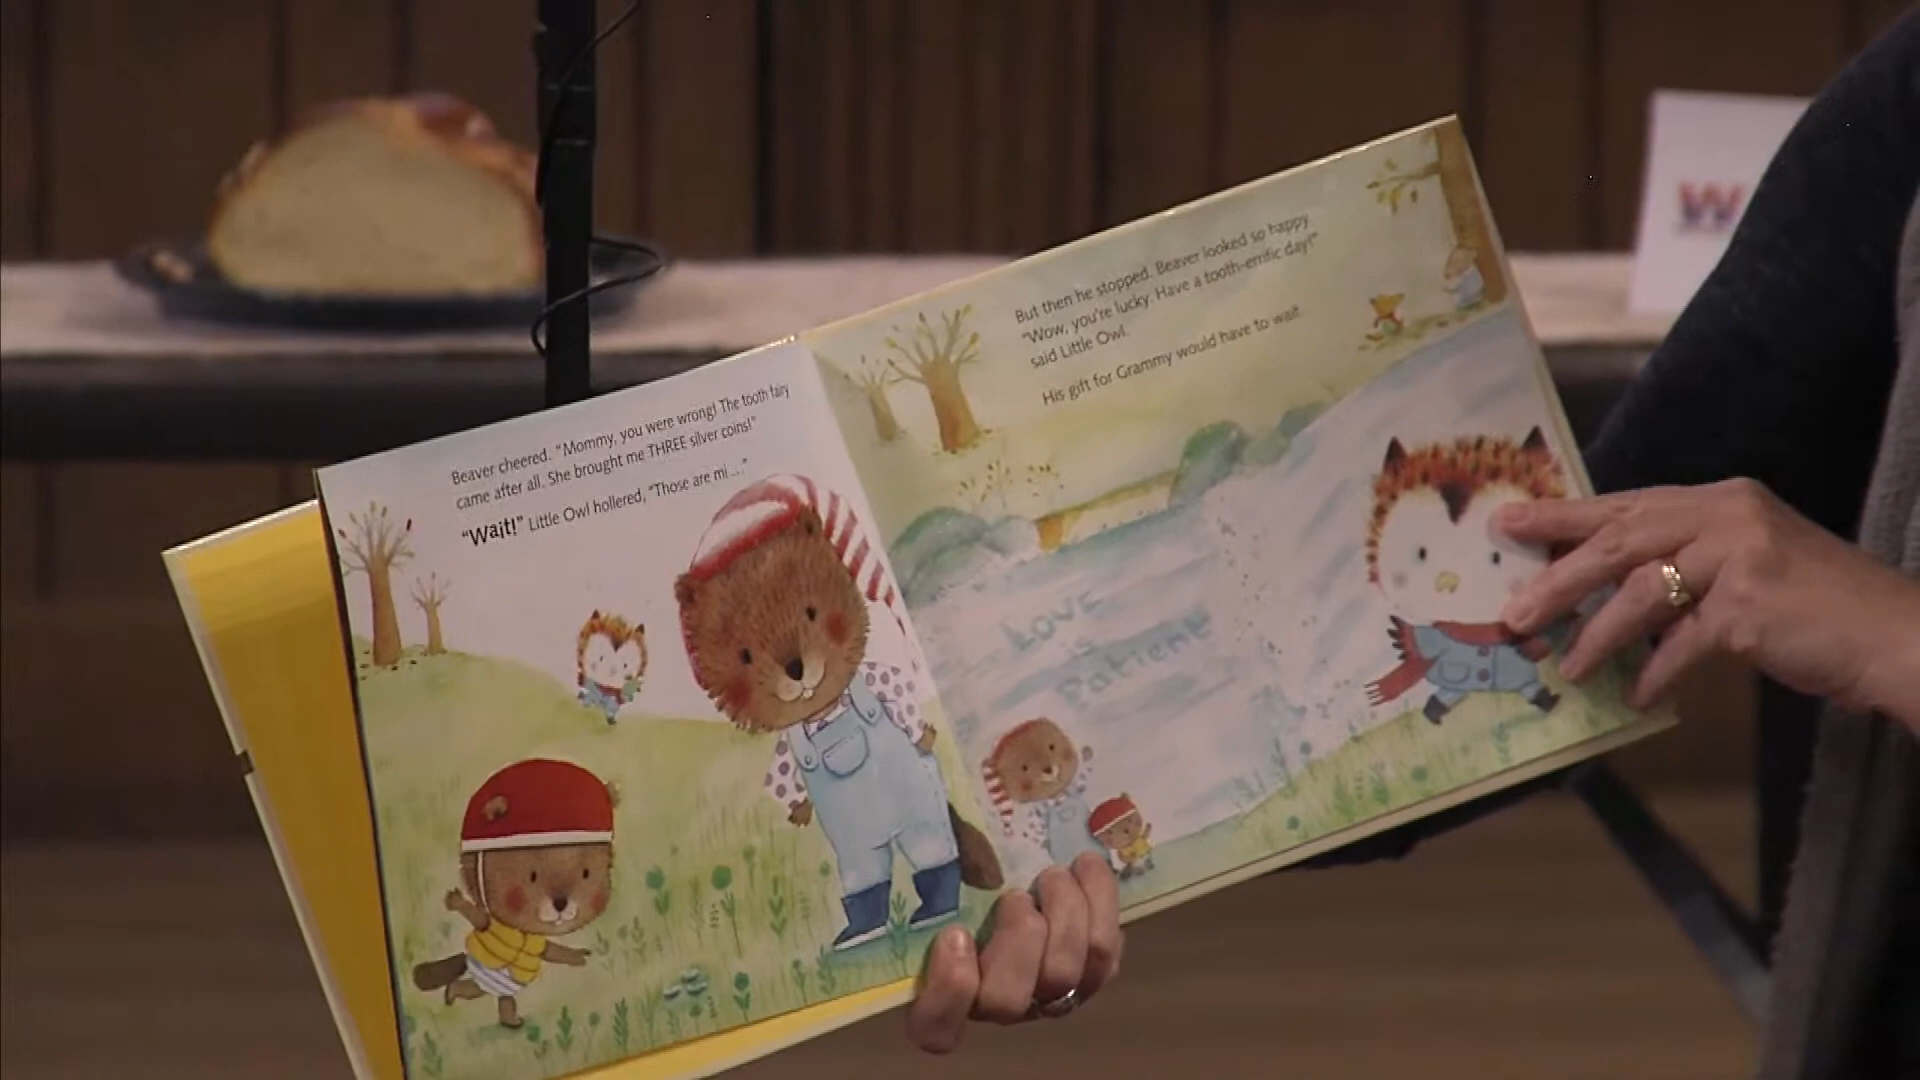 Beaver cheered. "Mommy, you were wrong! The tooth fairy
came after all. She brought me THREE silver coins!"
"Wait!" Little Owl hollered, "Those are mi ..."
But then he stopped. Beaver looked so happy.
"Wow, you're lucky. Have a tooth-errific day!"
said Little Owl.
His gift for Grammy would have to wait.
Love
is
Patient
W